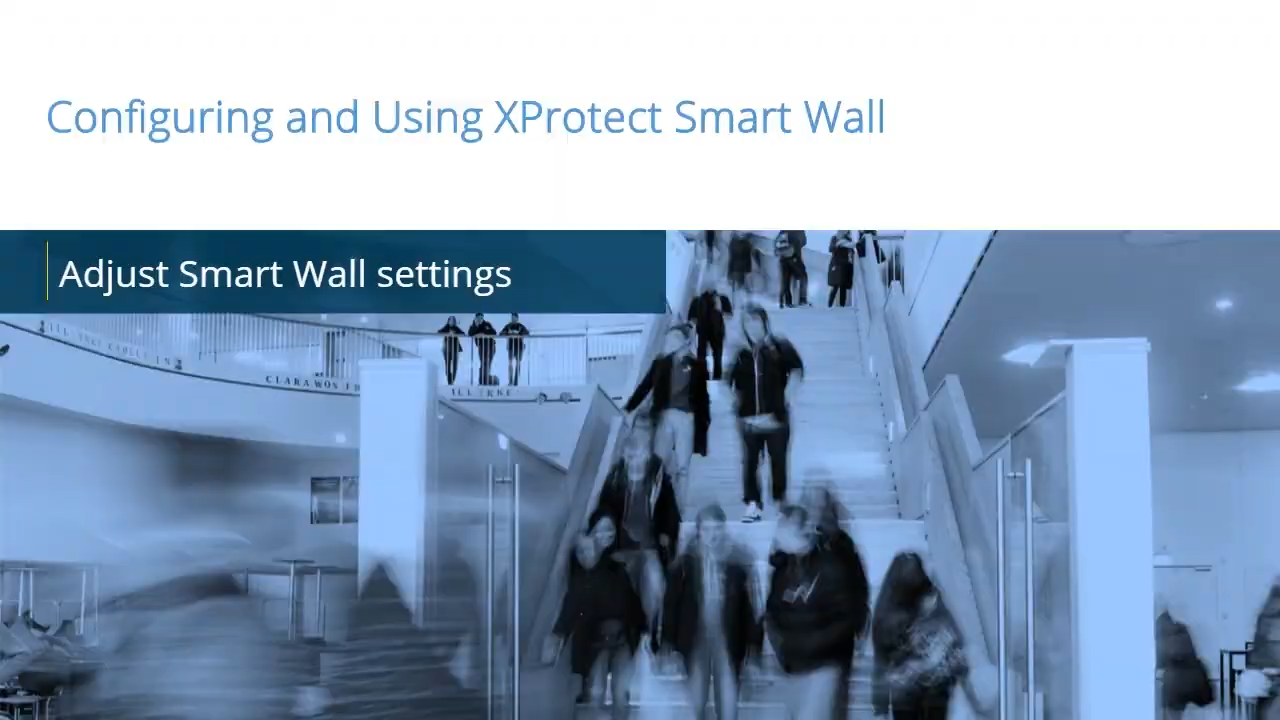 Configuring and Using XProtect Smart Wall
Adjust Smart Wall settings